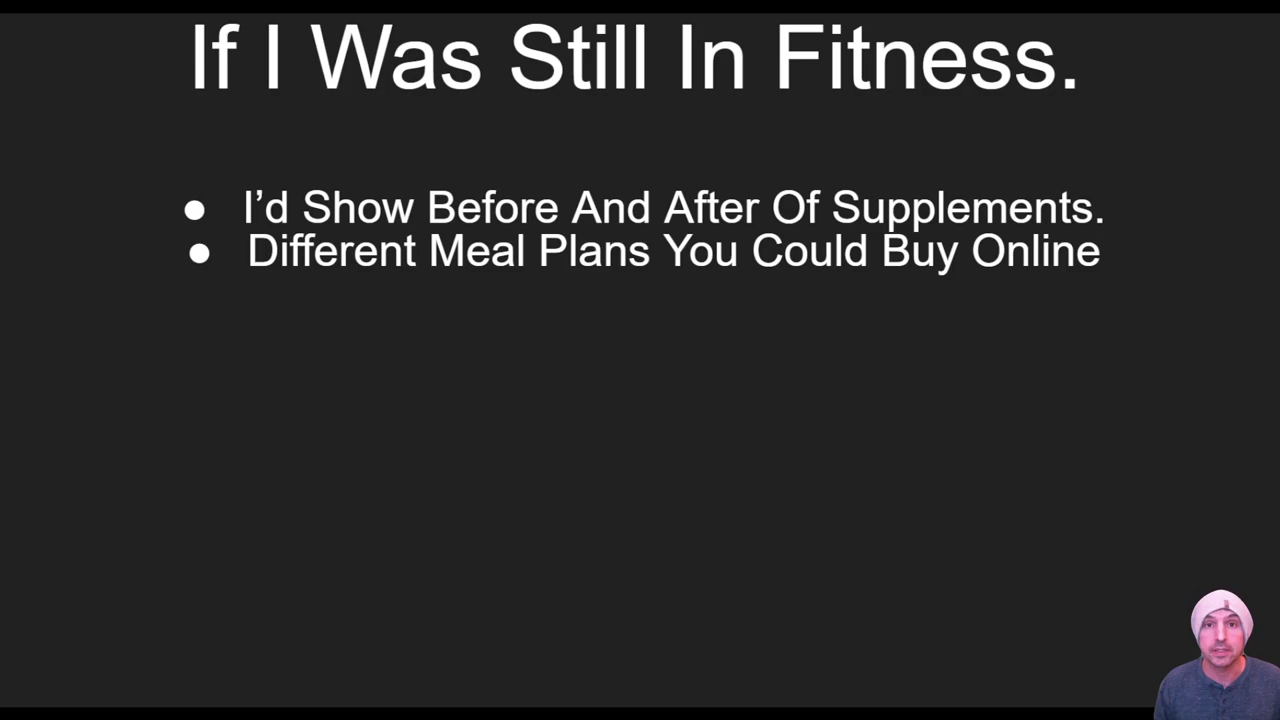 If I Was Still In Fitness.
● I’d Show Before And After Of Supplements.
● Different Meal Plans You Could Buy Online